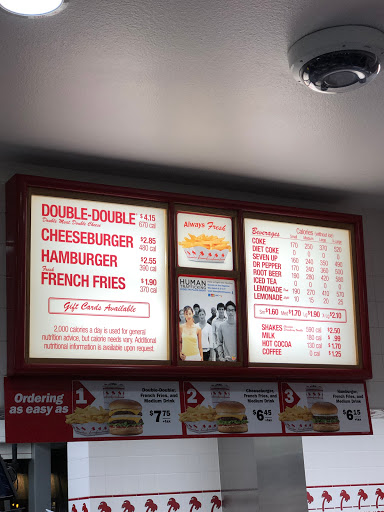 DOUBLE-DOUBLE $4.15
Double Meat Double Cheese 670 cal
CHEESEBURGER $2.85
480 cal
HAMBURGER $2.55
390 cal
Fresh
FRENCH FRIES $1.90
370 cal
Gift Cards Available
2,000 calories a day is used for general
nutrition advice, but calorie needs vary. Additional
nutritional information is available upon request.
Always Fresh
HUMAN
Beverages Calories
COKE
DIET COKE
SEVEN UP
DR PEPPER
ROOT BEER
ICED TEA
LEMONADE
LEMONADE
Sm $1.60 Med $1.70 Lg $1.90 X-Lg $2.10
SHAKES $2.50
MILK .99
HOT COCOA $1.70
COFFEE $1.25
Ordering
as easy as
1
Double-Double,
French Fries, and
Medium Drink
$7.75
2
Cheeseburger,
French Fries, and
Medium Drink
$6.45
3
Hamburger,
French Fries, and
Medium Drink
$6.15